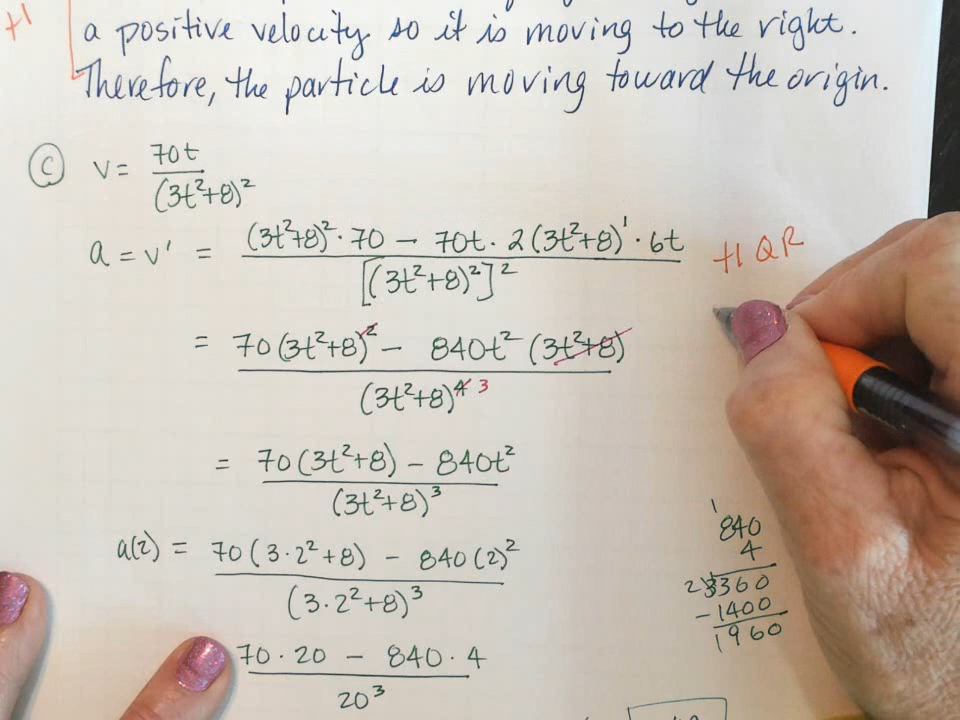 +1
a positive velocity so it is moving to the right.
Therefore, the particle is moving toward the origin.
Ⓒ v = 70t / (3t²+8)²
a = v' = (3t²+8)² · 70 − 70t · 2(3t²+8)¹ · 6t / [(3t²+8)²]² +1 QR
= 70(3t²+8)² − 840t² (3t²+8) / (3t²+8)⁴ 3
= 70(3t²+8) − 840t² / (3t²+8)³
a(2) = 70(3·2²+8) − 840(2)² / (3·2²+8)³
70·20 − 840·4 / 20³
1
840
4
3360
−1400
1960